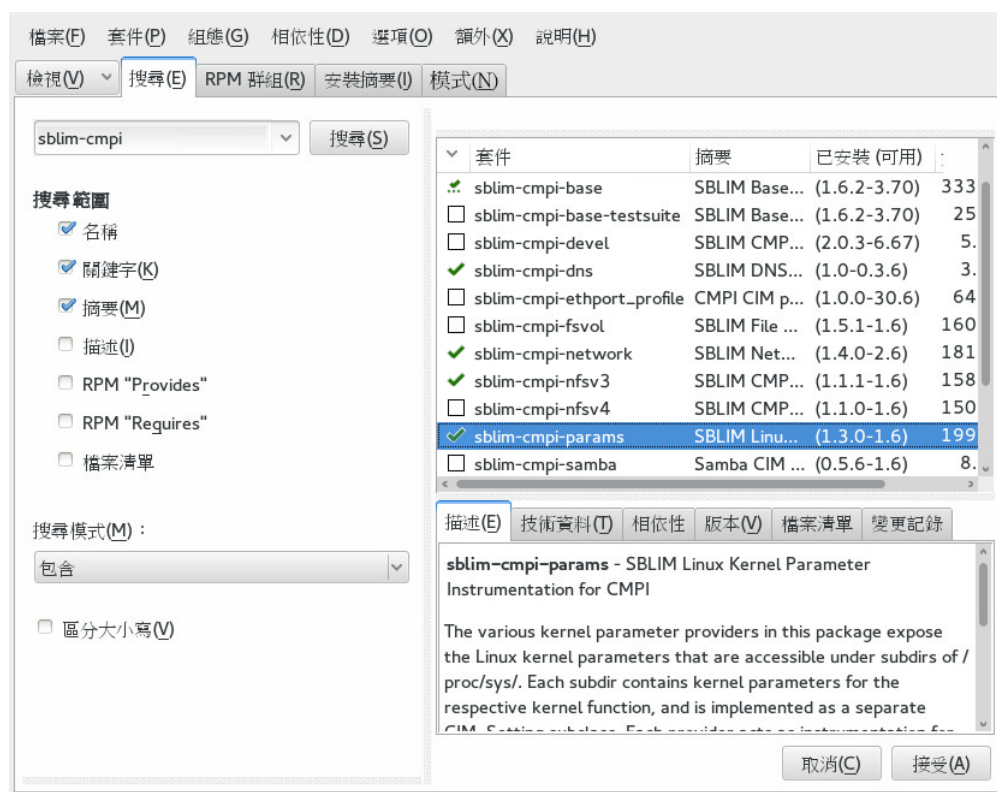 檔案(F) 套件(P) 組態(G) 相依性(D) 選項(O) 額外(X) 說明(H)
檢視(V) 搜尋(E) RPM 群組(R) 安裝摘要(I) 模式(N)
sblim-cmpi 搜尋(S)
搜尋範圍
名稱
關鍵字(K)
摘要(M)
描述(I)
RPM "Provides"
RPM "Requires"
檔案清單
搜尋模式(M)：
包含
區分大小寫(V)
套件 摘要 已安裝 (可用)
sblim-cmpi-base SBLIM Base... (1.6.2-3.70) 333
sblim-cmpi-base-testsuite SBLIM Base... (1.6.2-3.70) 25
sblim-cmpi-devel SBLIM CMP... (2.0.3-6.67) 5.
sblim-cmpi-dns SBLIM DNS... (1.0-0.3.6) 3.
sblim-cmpi-ethport_profile CMPI CIM p... (1.0.0-30.6) 64
sblim-cmpi-fsvol SBLIM File ... (1.5.1-1.6) 160
sblim-cmpi-network SBLIM Net... (1.4.0-2.6) 181
sblim-cmpi-nfsv3 SBLIM CMP... (1.1.1-1.6) 158
sblim-cmpi-nfsv4 SBLIM CMP... (1.1.0-1.6) 150
sblim-cmpi-params SBLIM Linu... (1.3.0-1.6) 199
sblim-cmpi-samba Samba CIM ... (0.5.6-1.6) 8.
描述(E) 技術資料(T) 相依性 版本(V) 檔案清單 變更記錄
sblim-cmpi-params - SBLIM Linux Kernel Parameter
Instrumentation for CMPI
The various kernel parameter providers in this package expose
the Linux kernel parameters that are accessible under subdirs of /
proc/sys/. Each subdir contains kernel parameters for the
respective kernel function, and is implemented as a separate
CIM_Setting subclass. Each provider acts as instrumentation for
取消(C) 接受(A)